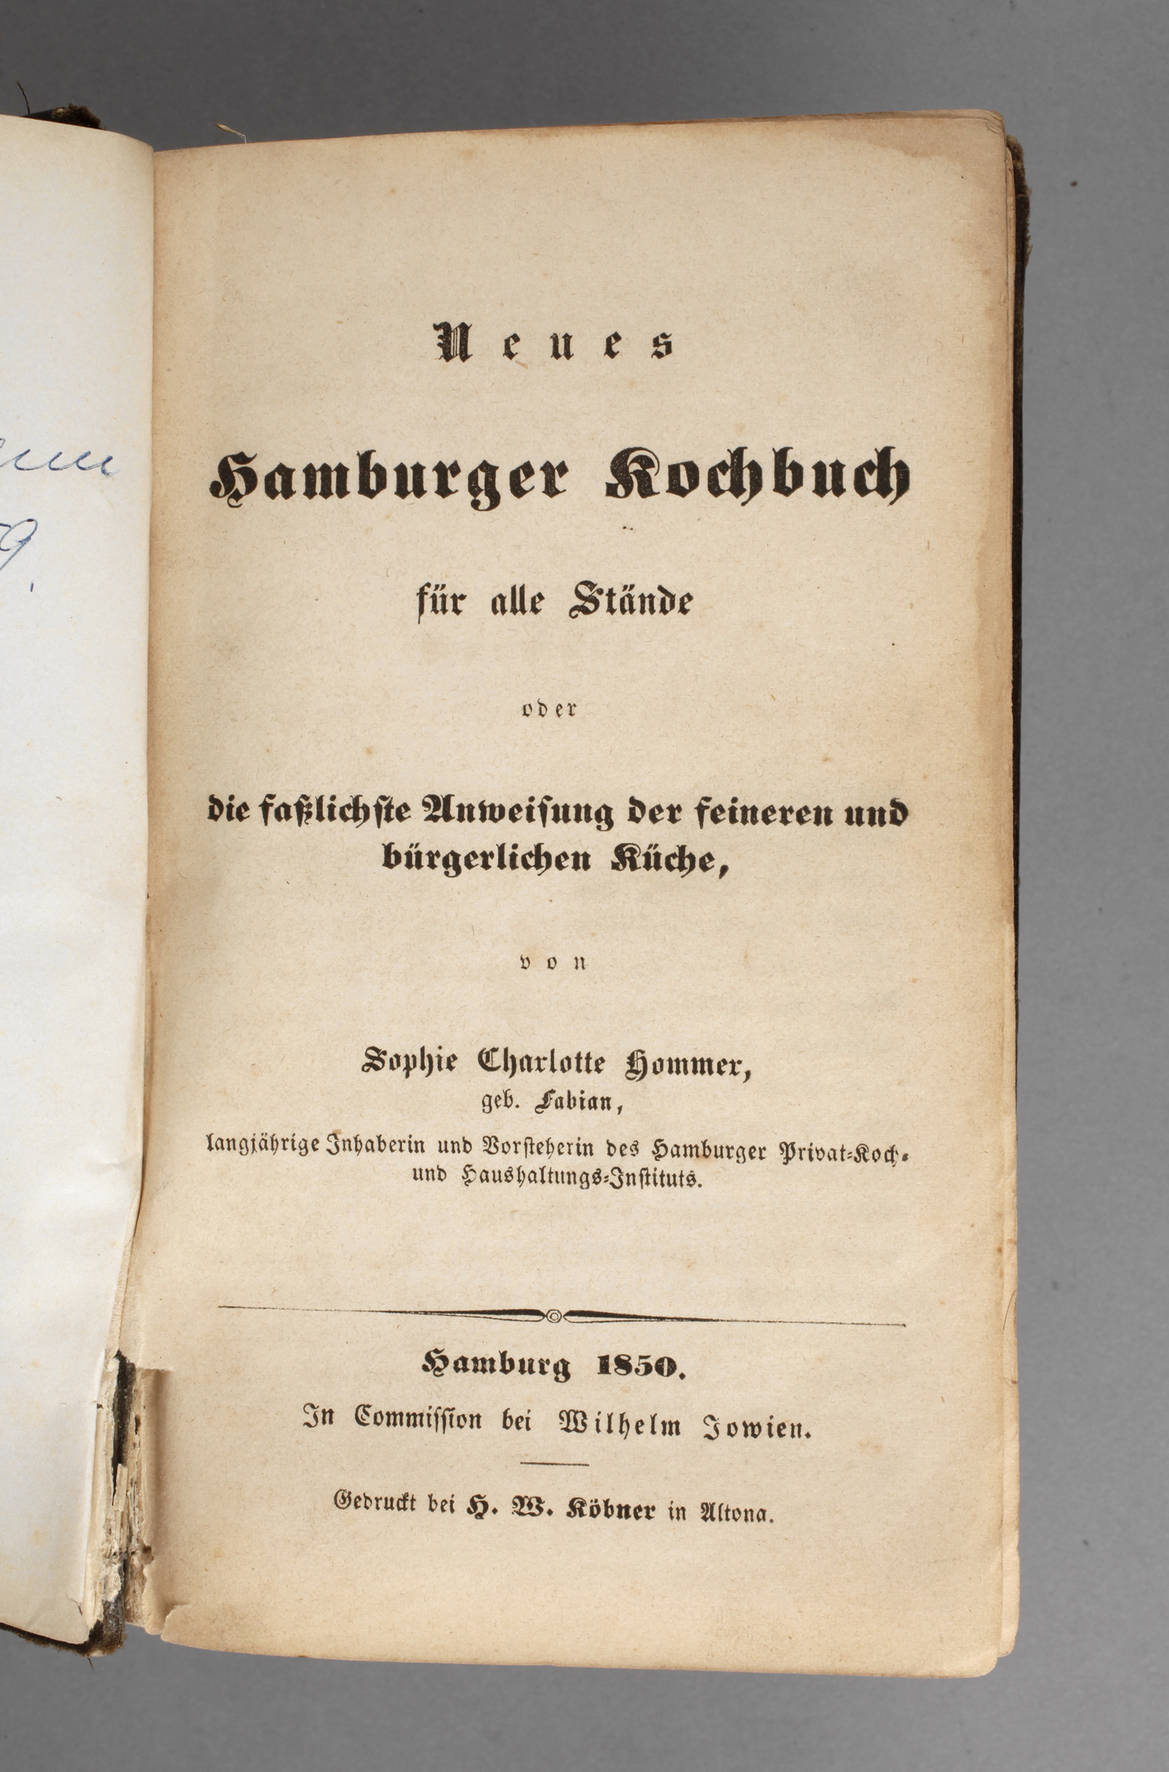 Neues
Hamburger Kochbuch
für alle Stände
oder
die faßlichste Anweisung der feineren und
bürgerlichen Küche,
von
Sophie Charlotte Hommer,
geb. Fabian,
langjährige Inhaberin und Vorsteherin des Hamburger Privat-Koch-
und Haushaltungs-Instituts.
Hamburg 1850.
In Commission bei Wilhelm Jowien.
Gedruckt bei H. W. Köbner in Altona.